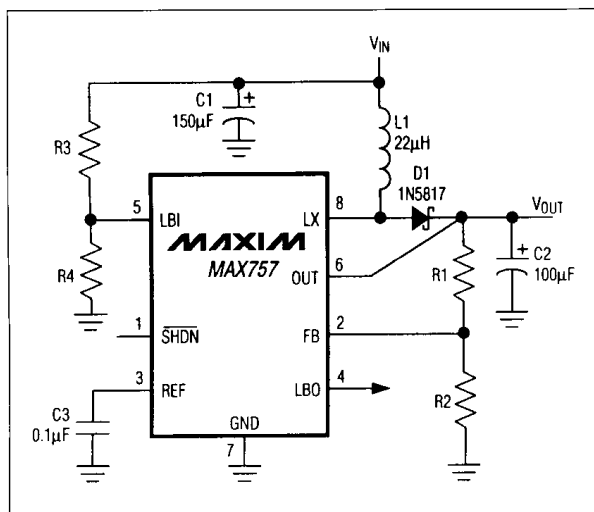 VIN
C1
150µF
+
L1
22µH
R3
D1
1N5817
5
LBI
MAXIM
MAX757
LX
8
VOUT
R4
OUT
6
R1
+
C2
100µF
1
SHDN
FB
2
3
REF
LBO
4
R2
C3
0.1µF
GND
7